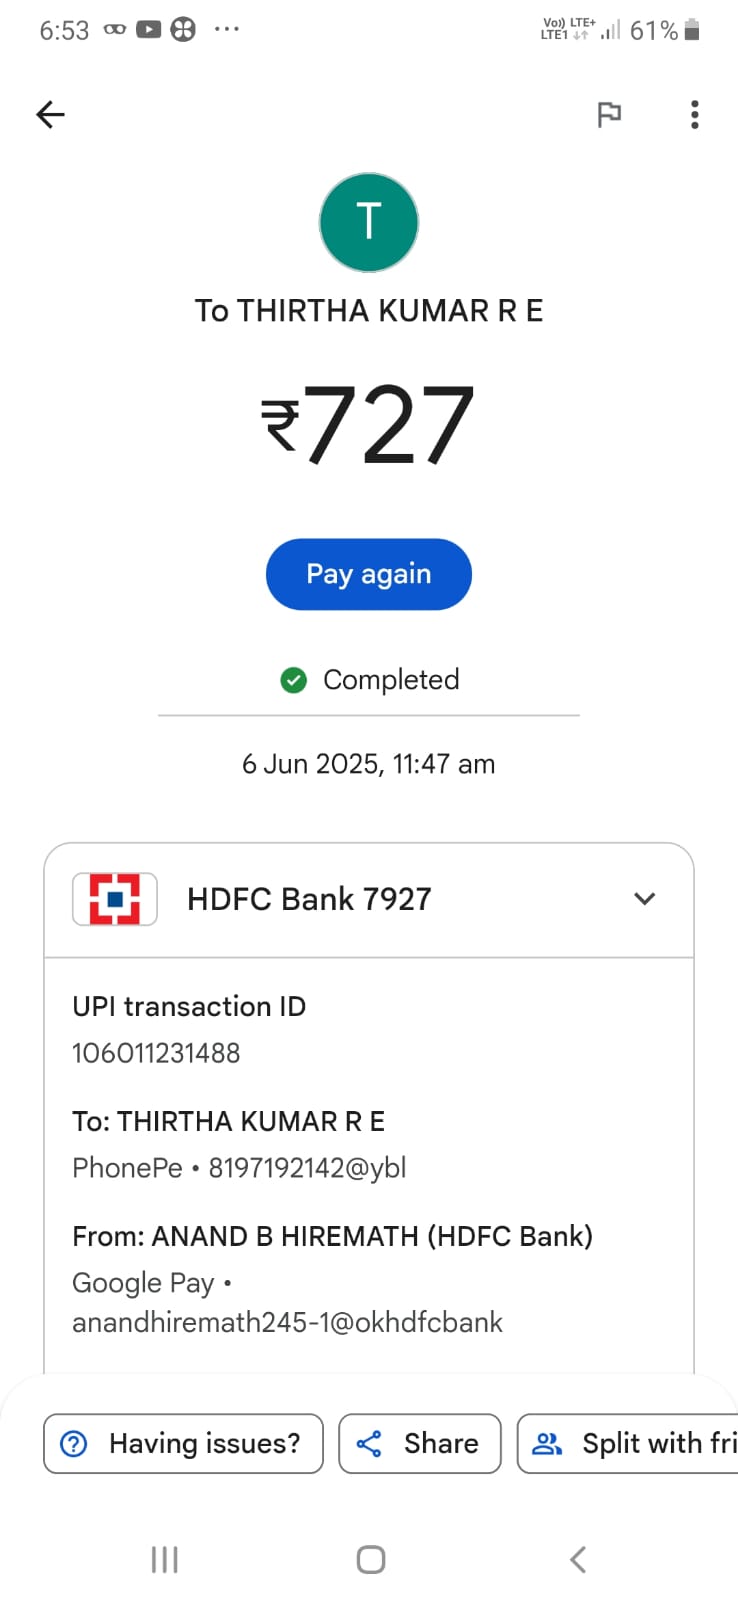 6:53
Vo)) LTE+
LTE1
61%
T
To THIRTHA KUMAR R E
₹727
Pay again
Completed
6 Jun 2025, 11:47 am
HDFC Bank 7927
UPI transaction ID
106011231488
To: THIRTHA KUMAR R E
PhonePe • 8197192142@ybl
From: ANAND B HIREMATH (HDFC Bank)
Google Pay •
anandhiremath245-1@okhdfcbank
Having issues?
Share
Split with fri